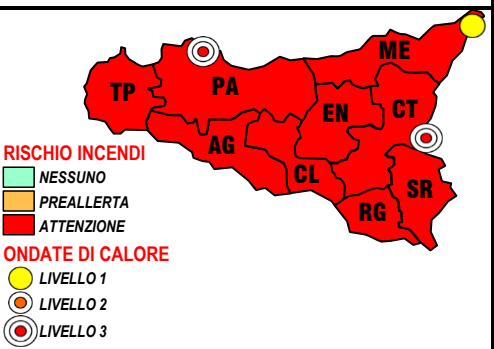 ME
PA
TP
EN
CT
AG
CL
SR
RG
RISCHIO INCENDI
NESSUNO
PREALLERTA
ATTENZIONE
ONDATE DI CALORE
LIVELLO 1
LIVELLO 2
LIVELLO 3